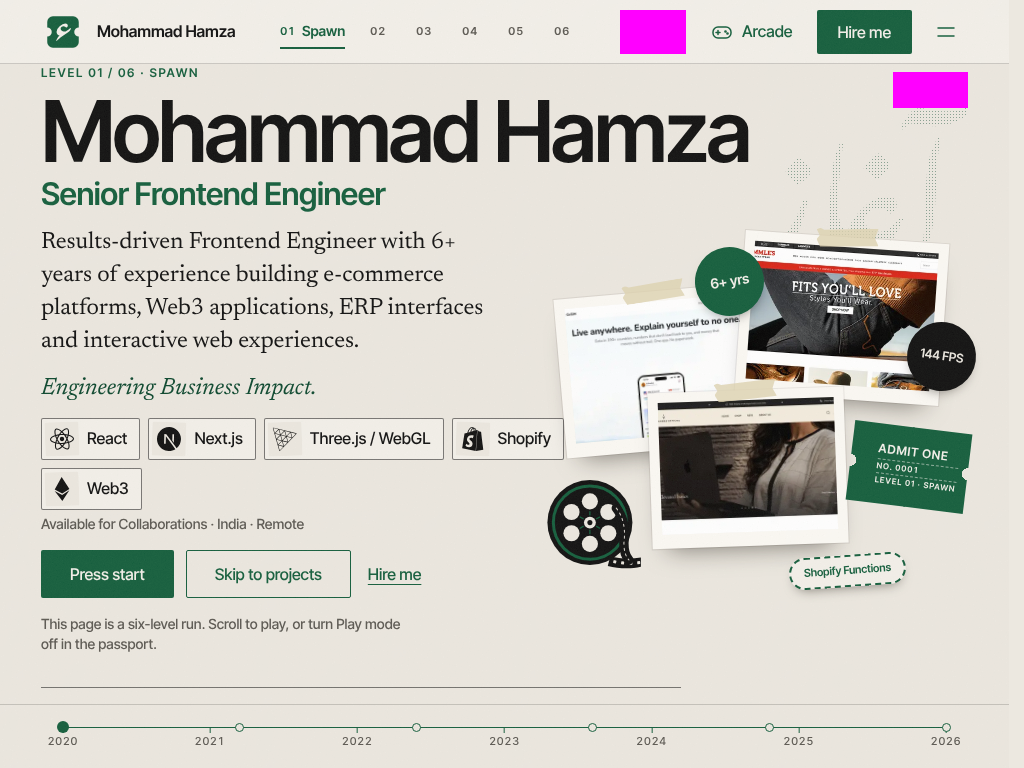 Mohammad Hamza
01 Spawn 02 03 04 05 06
Arcade
Hire me
LEVEL 01 / 06 · SPAWN
Mohammad Hamza
Senior Frontend Engineer
Results-driven Frontend Engineer with 6+
years of experience building e-commerce
platforms, Web3 applications, ERP interfaces
and interactive web experiences.
Engineering Business Impact.
React
Next.js
Three.js / WebGL
Shopify
Web3
Available for Collaborations · India · Remote
Press start
Skip to projects
Hire me
This page is a six-level run. Scroll to play, or turn Play mode
off in the passport.
6+ yrs
FITS YOU'LL LOVE
Styles You'll Wear.
Live anywhere. Explain yourself to no one.
144 FPS
ADMIT ONE
NO. 0001
LEVEL 01 · SPAWN
Shopify Functions
2020 2021 2022 2023 2024 2025 2026